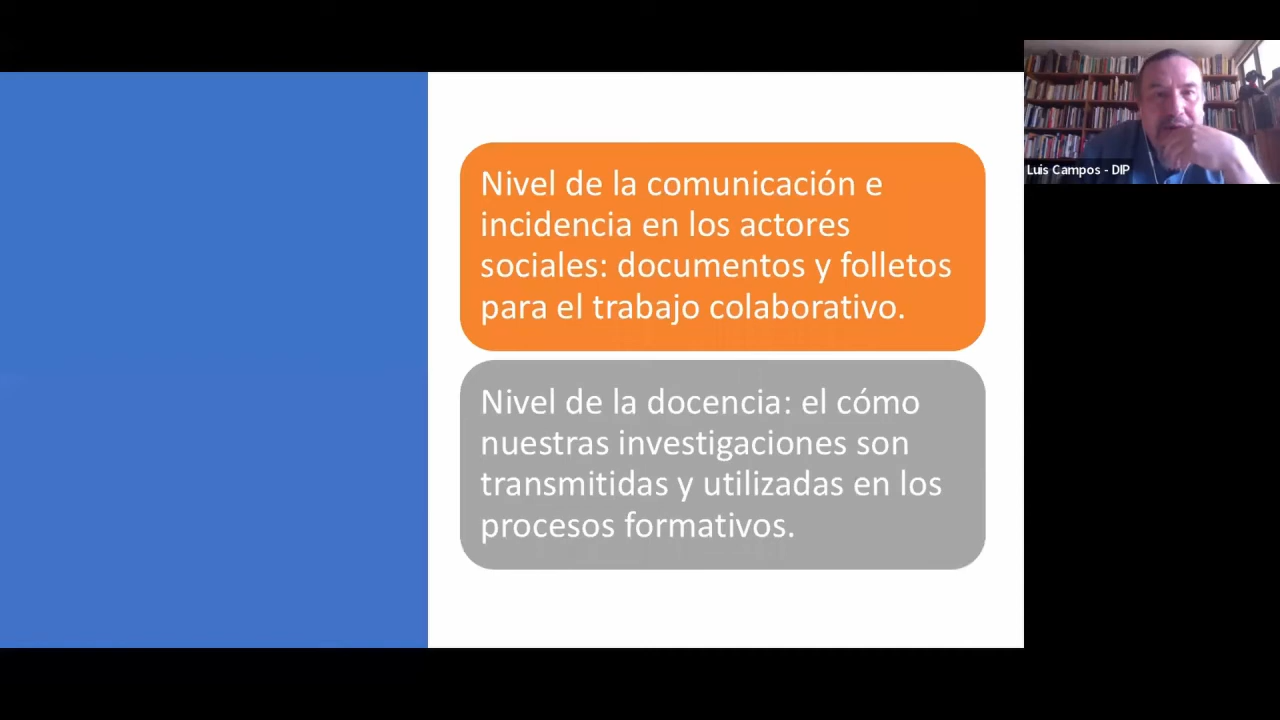 Nivel de la comunicación e
incidencia en los actores
sociales: documentos y folletos
para el trabajo colaborativo.
Nivel de la docencia: el cómo
nuestras investigaciones son
transmitidas y utilizadas en los
procesos formativos.
Luis Campos - DIP